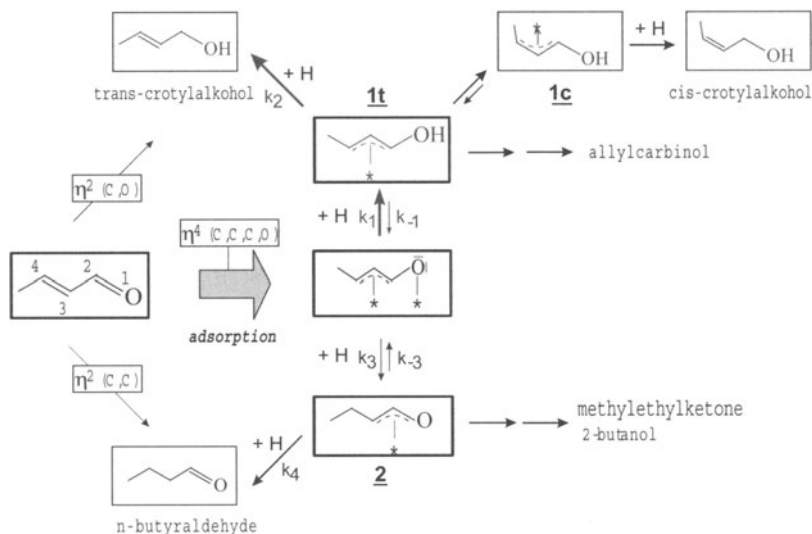 OH
+ H
trans-crotylalkohol
k2
1t
OH
1c
+ H
OH
cis-crotylalkohol
OH
*
allylcarbinol
η2 (C,O)
η4 (C,C,C,O)
+ H k1 k-1
4 2 1
3
O
adsorption
O
* *
+ H k3 k-3
η2 (C,C)
O
*
2
methylethylketone
2-butanol
+ H
k4
O
n-butyraldehyde